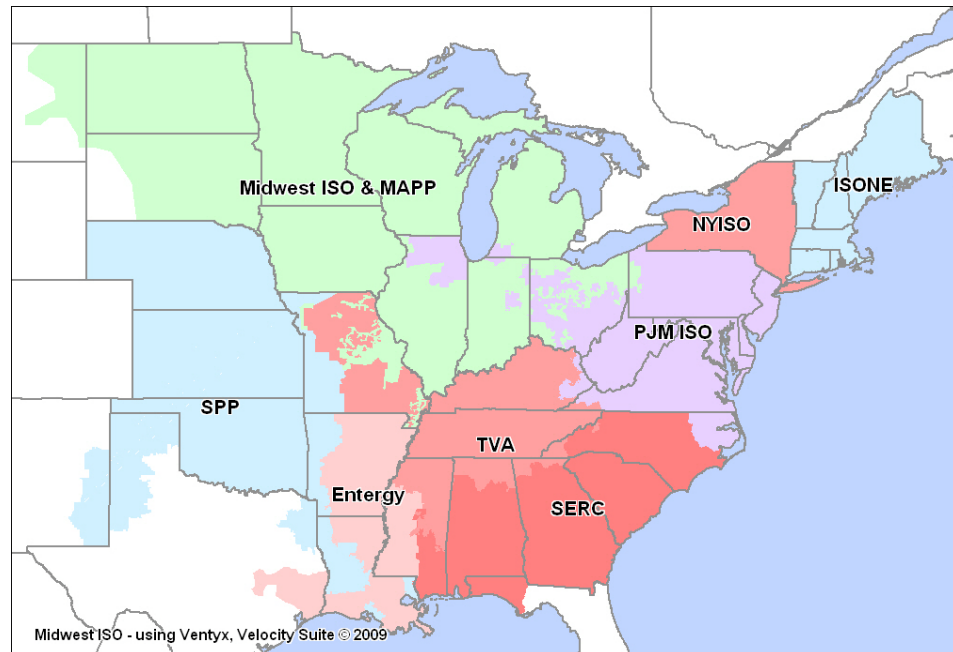 Midwest ISO & MAPP
ISONE
NYISO
PJM ISO
SPP
TVA
Entergy
SERC
Midwest ISO - using Ventyx, Velocity Suite © 2009